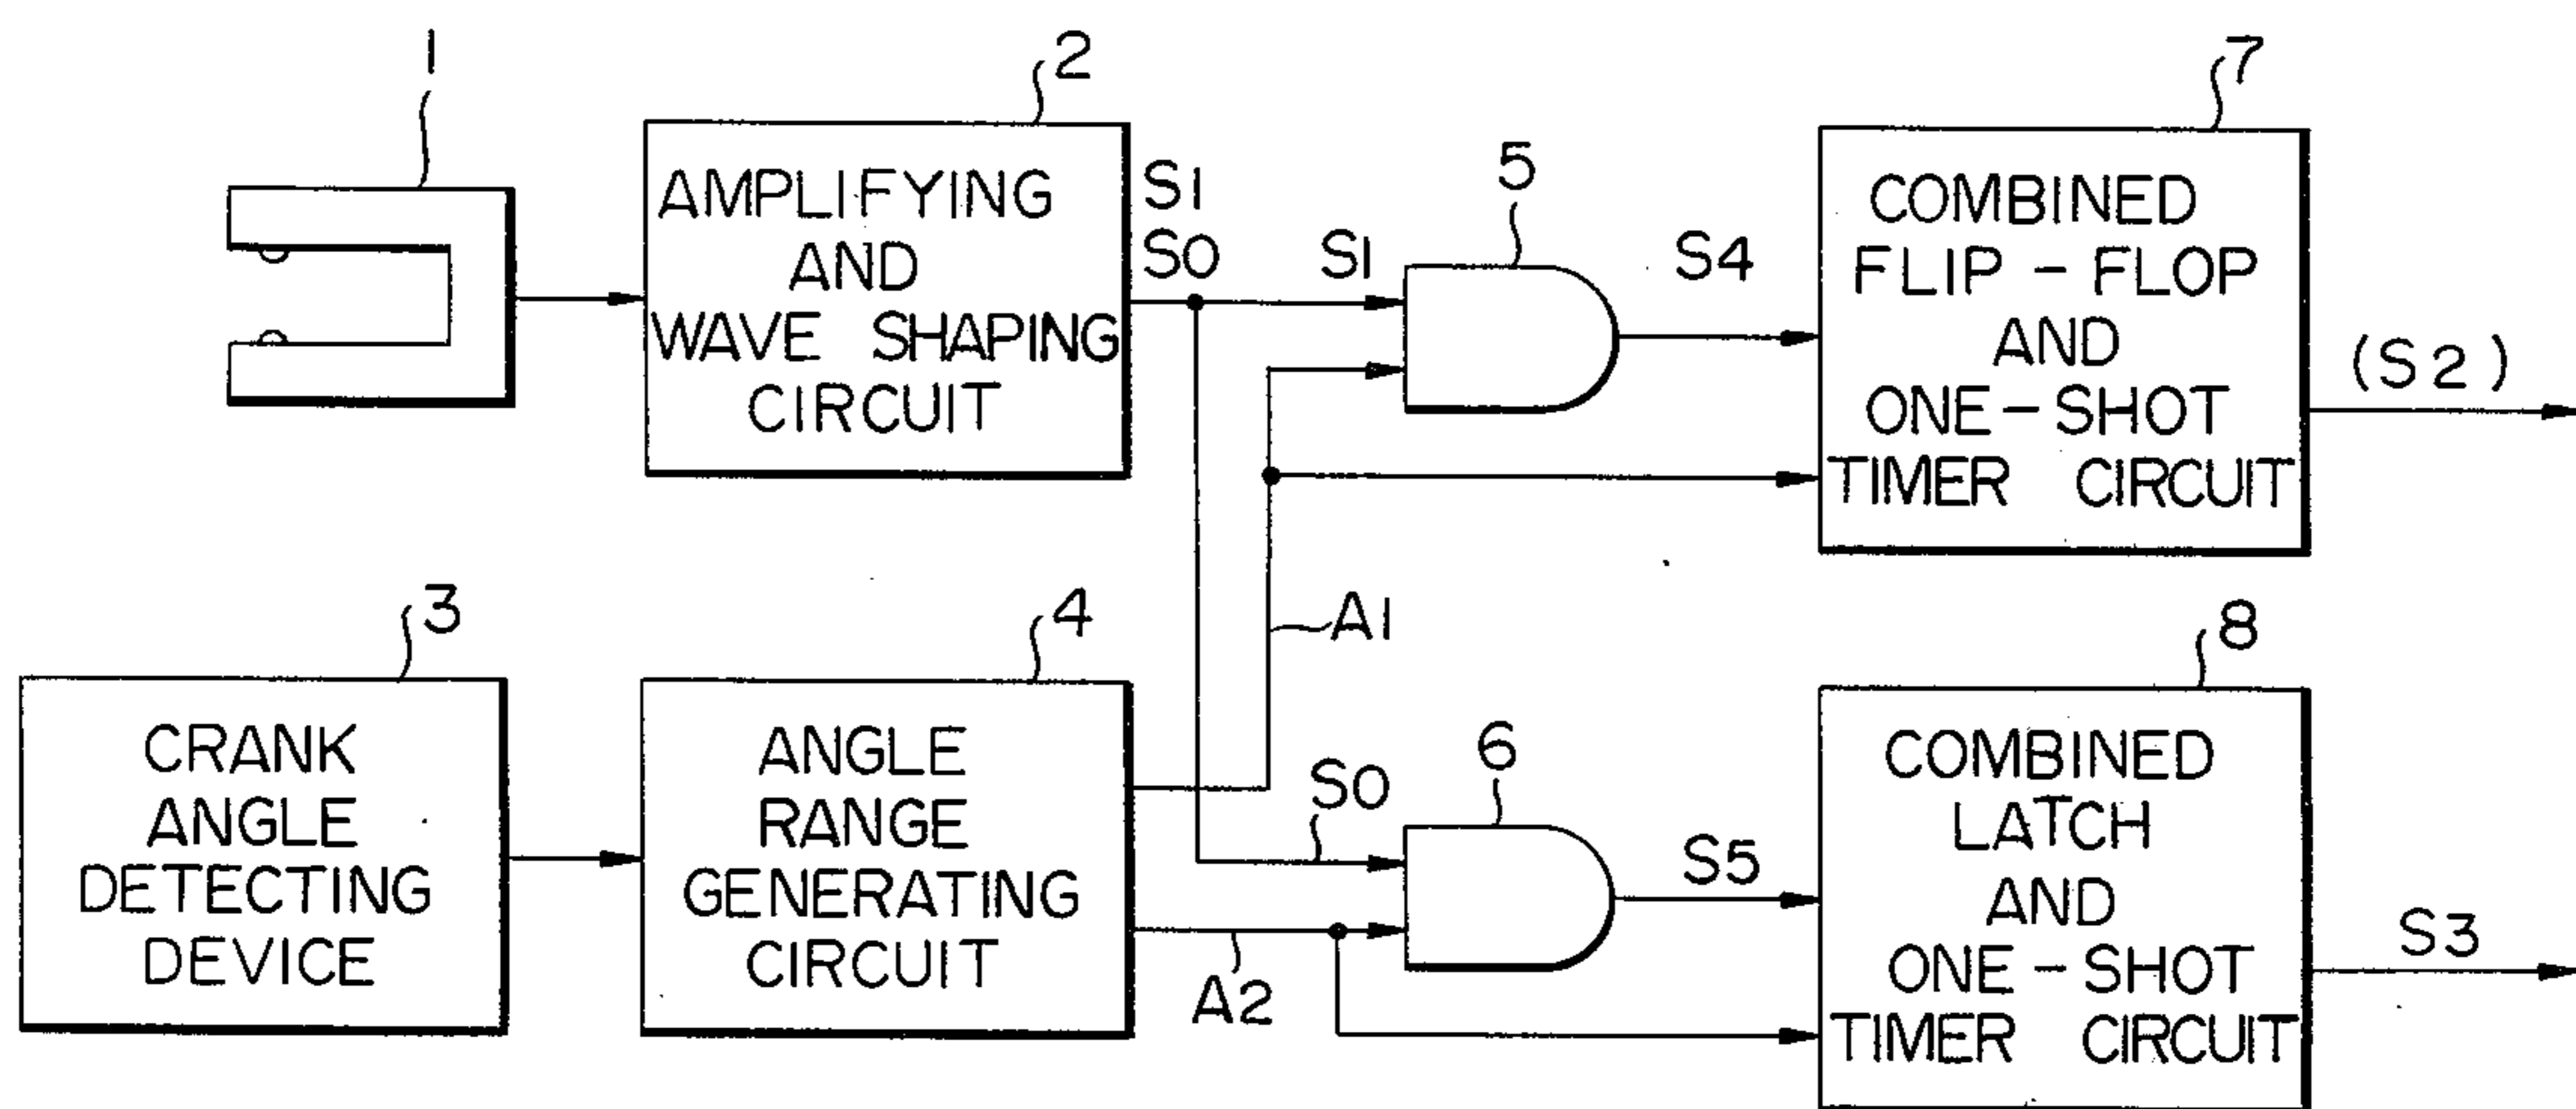 1
2
AMPLIFYING
AND
WAVE SHAPING
CIRCUIT
S1
S0
S1
5
S4
7
COMBINED
FLIP-FLOP
AND
ONE-SHOT
TIMER CIRCUIT
(S2)
3
CRANK
ANGLE
DETECTING
DEVICE
4
ANGLE
RANGE
GENERATING
CIRCUIT
A1
S0
A2
6
S5
8
COMBINED
LATCH
AND
ONE-SHOT
TIMER CIRCUIT
S3